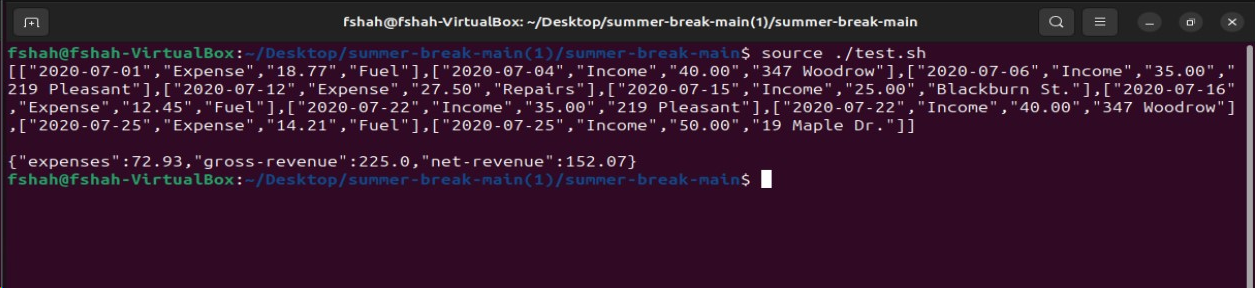 fshah@fshah-VirtualBox: ~/Desktop/summer-break-main(1)/summer-break-main
fshah@fshah-VirtualBox:~/Desktop/summer-break-main(1)/summer-break-main$ source ./test.sh
[["2020-07-01","Expense","18.77","Fuel"],["2020-07-04","Income","40.00","347 Woodrow"],["2020-07-06","Income","35.00","
219 Pleasant"],["2020-07-12","Expense","27.50","Repairs"],["2020-07-15","Income","25.00","Blackburn St."],["2020-07-16"
,"Expense","12.45","Fuel"],["2020-07-22","Income","35.00","219 Pleasant"],["2020-07-22","Income","40.00","347 Woodrow"]
,["2020-07-25","Expense","14.21","Fuel"],["2020-07-25","Income","50.00","19 Maple Dr."]]
{"expenses":72.93,"gross-revenue":225.0,"net-revenue":152.07}
fshah@fshah-VirtualBox:~/Desktop/summer-break-main(1)/summer-break-main$